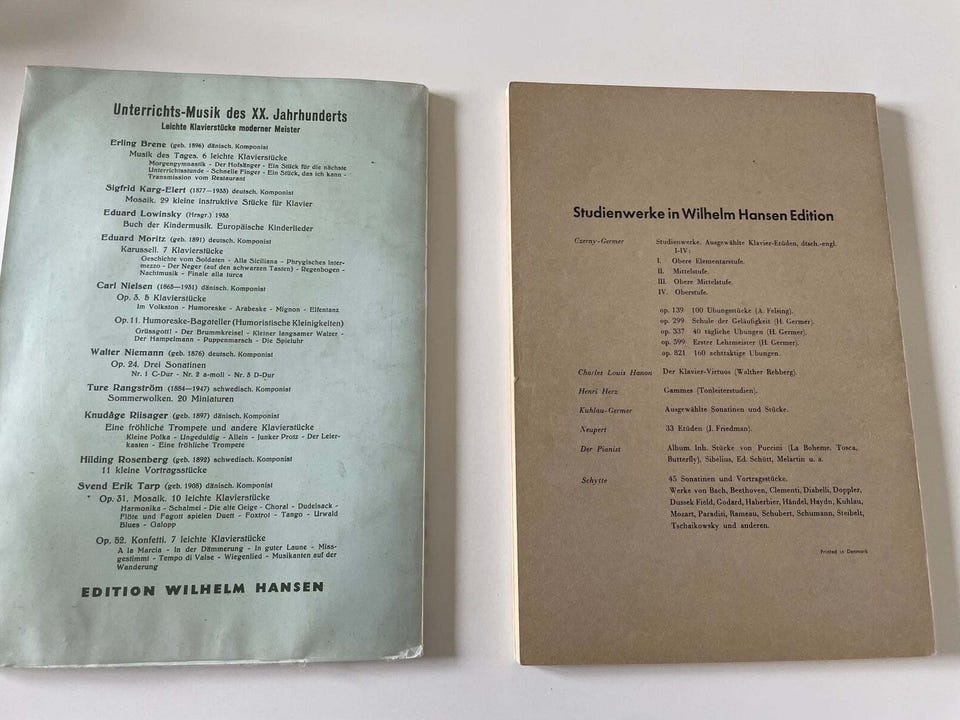 Unterrichts-Musik des XX. Jahrhunderts
Leichte Klavierstücke moderner Meister
Erling Brene (geb. 1896) dänisch. Komponist
Musik des Tages. 6 leichte Klavierstücke
Morgengymnastik - Der Hofsänger - Ein Stück für die nächste
Unterrichtsstunde - Schnelle Finger - Ein Stück, das ich kann -
Transmission vom Restaurant
Sigfrid Karg-Elert (1877—1933) deutsch. Komponist
Mosaik. 29 kleine instruktive Stücke für Klavier
Eduard Lowinsky (Hrsgr.) 1933
Buch der Kindermusik. Europäische Kinderlieder
Eduard Moritz (geb. 1891) deutsch. Komponist
Karussell. 7 Klavierstücke
Geschichte vom Soldaten - Alla Siciliana - Phrygisches Inter-
mezzo - Der Neger (auf den schwarzen Tasten) - Regenbogen -
Nachtmusik - Finale alla turca
Carl Nielsen (1865—1931) dänisch. Komponist
Op. 3. 5 Klavierstücke
Im Volkston - Humoreske - Arabeske - Mignon - Elfentanz
Op. 11. Humoreske-Bagateller (Humoristische Kleinigkeiten)
Grüssgott! - Der Brummkreisel - Kleiner langsamer Walzer -
Der Hampelmann - Puppenmarsch - Die Spieluhr
Walter Niemann (geb. 1876) deutsch. Komponist
Op. 24. Drei Sonatinen
Nr. 1 C-Dur - Nr. 2 a-moll - Nr. 3 D-Dur
Ture Rangström (1884—1947) schwedisch. Komponist
Sommerwolken. 20 Miniaturen
Knudåge Riisager (geb. 1897) dänisch. Komponist
Eine fröhliche Trompete und andere Klavierstücke
Kleine Polka - Ungeduldig - Allein - Junker Protz - Der Leier-
kasten - Eine fröhliche Trompete
Hilding Rosenberg (geb. 1892) schwedisch. Komponist
11 kleine Vortragsstücke
Svend Erik Tarp (geb. 1908) dänisch. Komponist
Op. 31. Mosaik. 10 leichte Klavierstücke
Harmonika - Schalmei - Die alte Geige - Choral - Dudelsack -
Flöte und Fagott spielen Duett - Foxtrot - Tango - Urwald
Blues - Galopp
Op. 52. Konfetti. 7 leichte Klavierstücke
A la Marcia - In der Dämmerung - In guter Laune - Miss-
gestimmt - Tempo di Valse - Wiegenlied - Musikanten auf der
Wanderung
EDITION WILHELM HANSEN
Studienwerke in Wilhelm Hansen Edition
Czerny-Germer Studienwerke. Ausgewählte Klavier-Etüden, dtsch.-engl.
I-IV:
I. Obere Elementarstufe.
II. Mittelstufe.
III. Obere Mittelstufe.
IV. Oberstufe.
op. 139 100 Übungsstücke (A. Felsing).
op. 299 Schule der Geläufigkeit (H. Germer).
op. 337 40 tägliche Übungen (H. Germer).
op. 599 Erster Lehrmeister (H. Germer).
op. 821 160 achttaktige Übungen.
Charles Louis Hanon Der Klavier-Virtuos (Walther Rehberg).
Henri Herz Gammes (Tonleiterstudien).
Kuhlau-Germer Ausgewählte Sonatinen und Stücke.
Neupert 33 Etüden (J. Friedman).
Der Pianist Album. Inh. Stücke von Puccini (La Boheme, Tosca,
Butterfly), Sibelius, Ed. Schütt, Melartin u. a.
Schytte 45 Sonatinen und Vortragsstücke.
Werke von Bach, Beethoven, Clementi, Diabelli, Doppler,
Dussek Field, Godard, Haberbier, Händel, Haydn, Kuhlau,
Mozart, Paradisi, Rameau, Schubert, Schumann, Steibelt,
Tschaikowsky und anderen.
Printed in Denmark